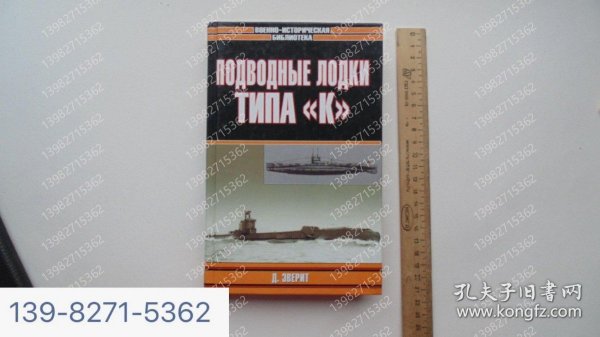 ВОЕННО-ИСТОРИЧЕСКАЯ
БИБЛИОТЕКА
ПОДВОДНЫЕ ЛОДКИ
ТИПА «К»
Д. ЭВЕРИТ
139-8271-5362
13982715362
孔夫子旧书网
www.kongfz.com